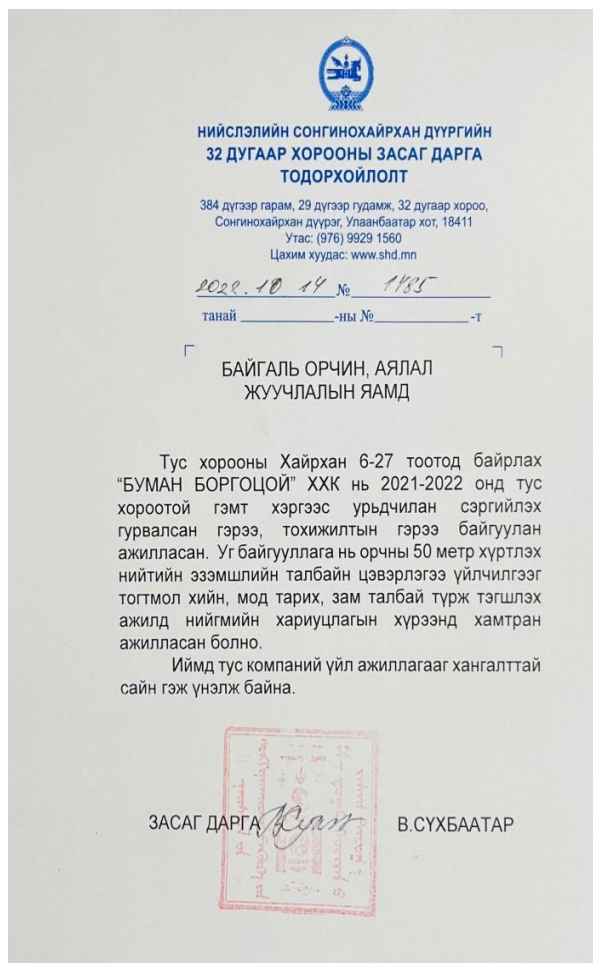 НИЙСЛЭЛИЙН СОНГИНОХАЙРХАН ДҮҮРГИЙН
32 ДУГААР ХОРООНЫ ЗАСАГ ДАРГА
ТОДОРХОЙЛОЛТ
384 дүгээр гарам, 29 дүгээр гудамж, 32 дугаар хороо,
Сонгинохайрхан дүүрэг, Улаанбаатар хот, 18411
Утас: (976) 9929 1560
Цахим хуудас: www.shd.mn
2022. 10 14 № 1485
танай ____________-ны №____________-т
БАЙГАЛЬ ОРЧИН, АЯЛАЛ
ЖУУЧЛАЛЫН ЯАМД
Тус хорооны Хайрхан 6-27 тоотод байрлах
“БУМАН БОРГОЦОЙ” ХХК нь 2021-2022 онд тус
хороотой гэмт хэргээс урьдчилан сэргийлэх
гурвалсан гэрээ, тохижилтын гэрээ байгуулан
ажилласан. Уг байгууллага нь орчны 50 метр хүртлэх
нийтийн эзэмшлийн талбайн цэвэрлэгээ үйлчилгээг
тогтмол хийн, мод тарих, зам талбай түрж тэгшлэх
ажилд нийгмийн хариуцлагын хүрээнд хамтран
ажилласан болно.
Иймд тус компаний үйл ажиллагааг хангалттай
сайн гэж үнэлж байна.
ЗАСАГ ДАРГА В.СҮХБААТАР